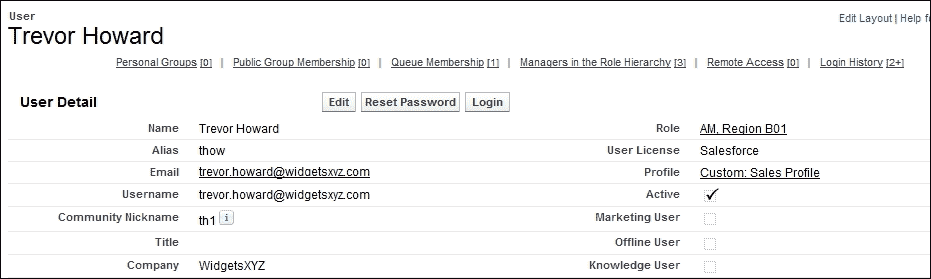 User
Edit Layout | Help fo
Trevor Howard
Personal Groups [0] | Public Group Membership [0] | Queue Membership [1] | Managers in the Role Hierarchy [3] | Remote Access [0] | Login History [2+]
User Detail Edit Reset Password Login
Name Trevor Howard Role AM, Region B01
Alias thow User License Salesforce
Email trevor.howard@widgetsxyz.com Profile Custom: Sales Profile
Username trevor.howard@widgetsxyz.com Active
Community Nickname th1 i Marketing User
Title Offline User
Company WidgetsXYZ Knowledge User